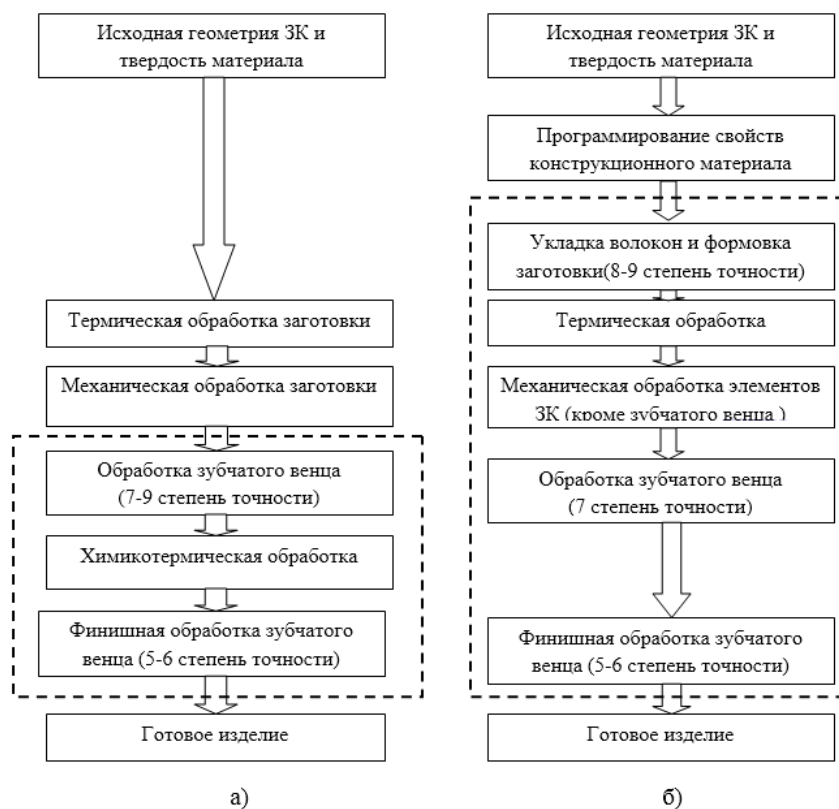 Исходная геометрия ЗК и
твердость материала
Термическая обработка заготовки
Механическая обработка заготовки
Обработка зубчатого венца
(7-9 степень точности)
Химикотермическая обработка
Финишная обработка зубчатого
венца (5-6 степень точности)
Готовое изделие
а)
Исходная геометрия ЗК и
твердость материала
Программирование свойств
конструкционного материала
Укладка волокон и формовка
заготовки(8-9 степень точности)
Термическая обработка
Механическая обработка элементов
ЗК (кроме зубчатого венца )
Обработка зубчатого венца
(7 степень точности)
Финишная обработка зубчатого
венца (5-6 степень точности)
Готовое изделие
б)